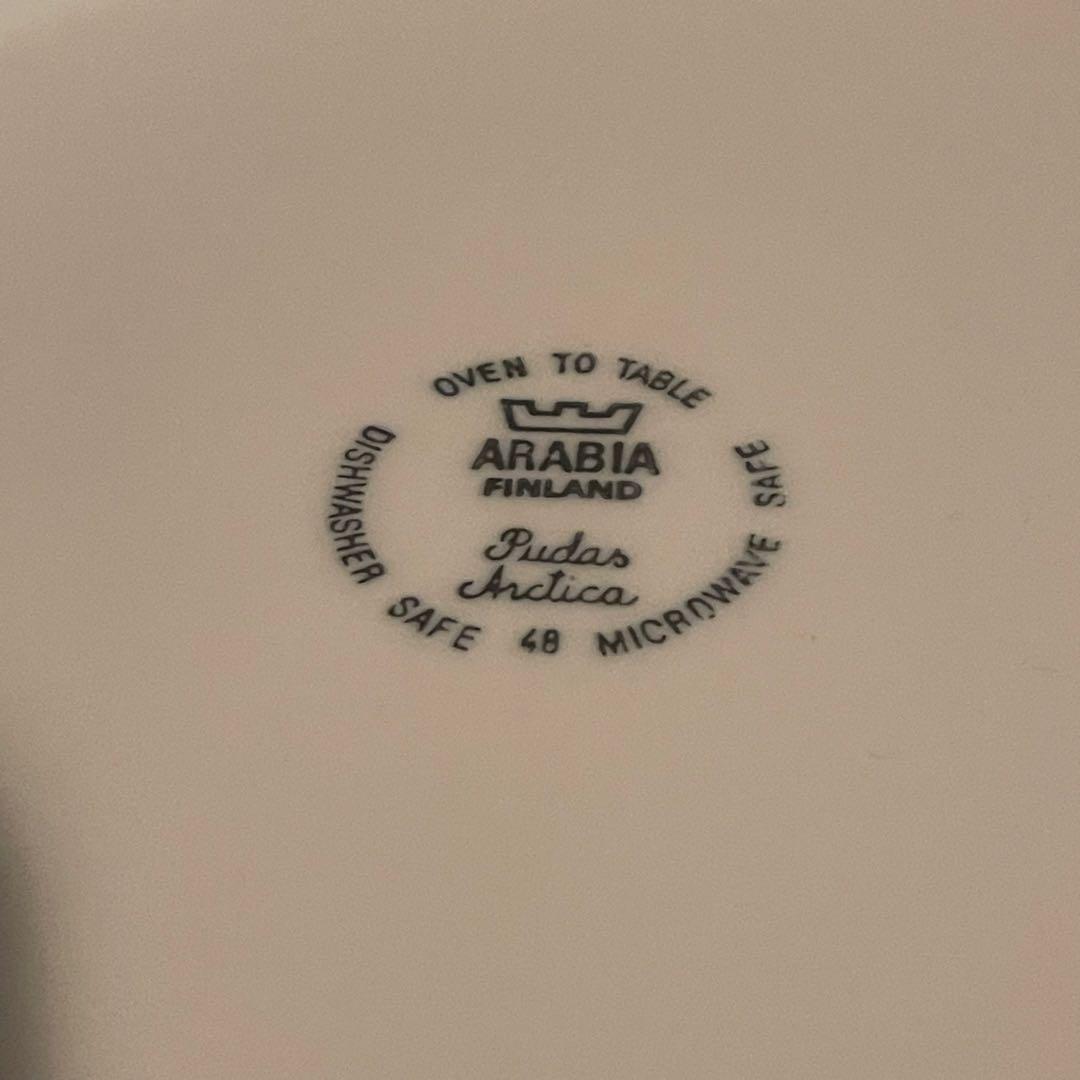 OVEN TO TABLE
ARABIA
FINLAND
Pudas
Arctica
DISHWASHER SAFE 48 MICROWAVE SAFE